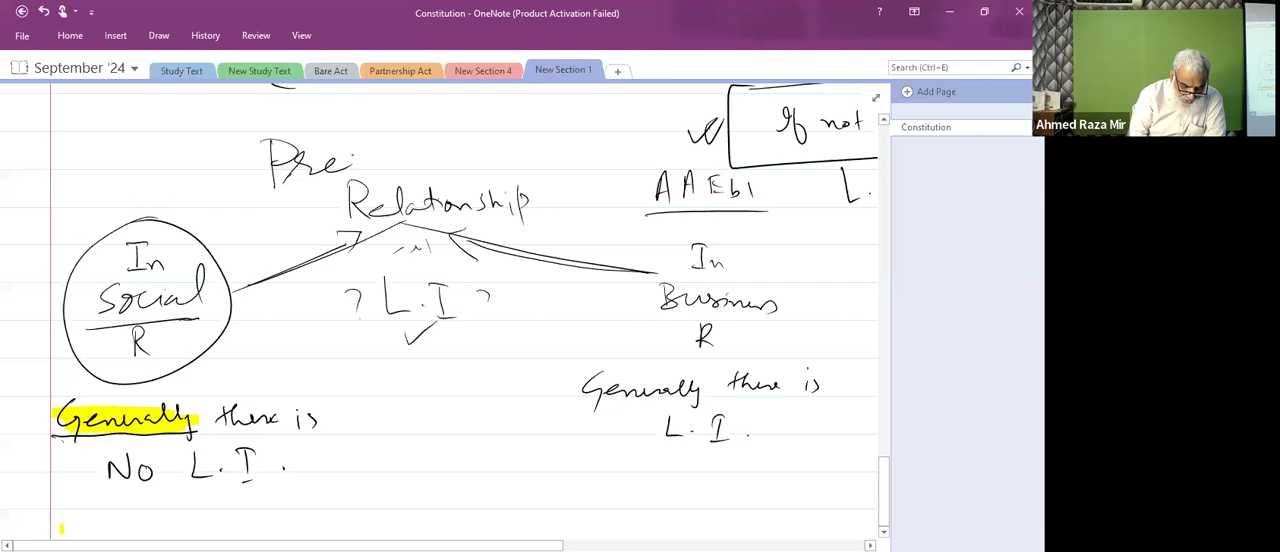 Constitution - OneNote (Product Activation Failed)
File Home Insert Draw History Review View
September '24
Study Text New Study Text Bare Act Partnership Act New Section 4 New Section 1
Search (Ctrl+E)
Add Page
Constitution
Ahmed Raza Mir
If not
Pre
Relationship
A A Eb1
L.
In
Social
R
? L.I ?
In
Business
R
Generally there is
No L.I.
Generally there is
L.I.